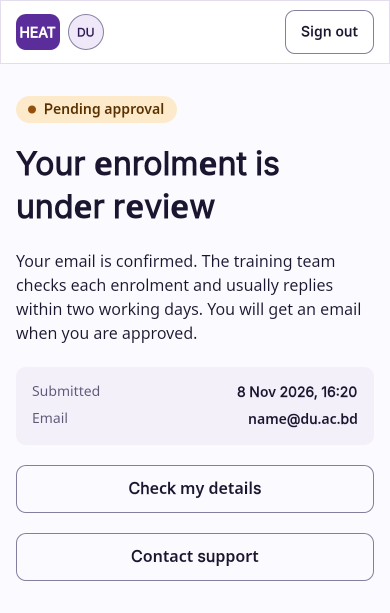 HEAT DU Sign out
Pending approval
Your enrolment is
under review
Your email is confirmed. The training team
checks each enrolment and usually replies
within two working days. You will get an email
when you are approved.
Submitted 8 Nov 2026, 16:20
Email name@du.ac.bd
Check my details
Contact support